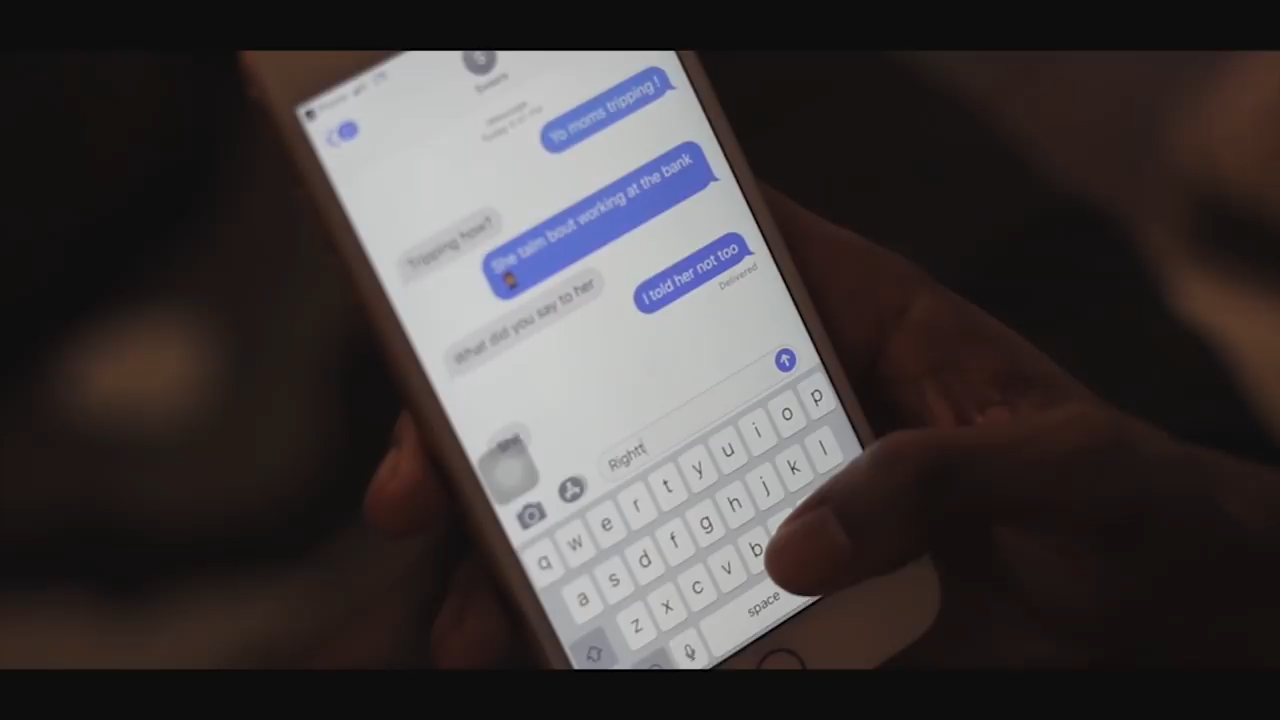 Yo moms tripping !
Tripping how?
She talm bout working at the bank
What did you say to her
I told her not too
Delivered
Rightt
q w e r t y u i o p
a s d f g h j k l
z x c v b
space